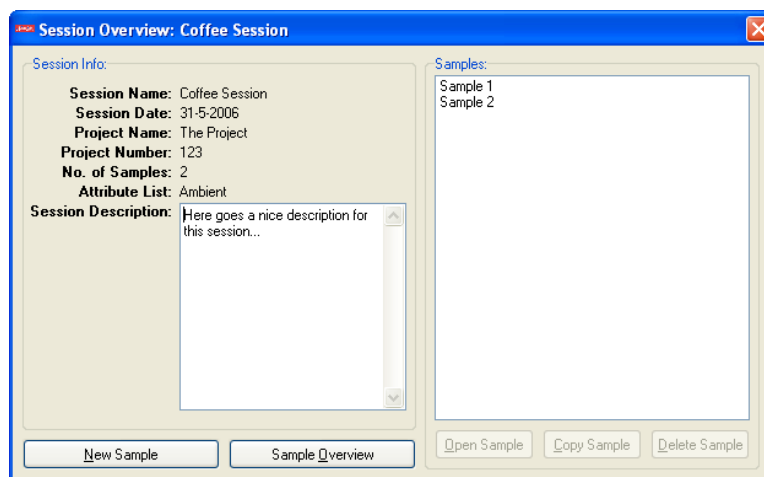 Session Overview: Coffee Session
Session Info:
Session Name: Coffee Session
Session Date: 31-5-2006
Project Name: The Project
Project Number: 123
No. of Samples: 2
Attribute List: Ambient
Session Description: Here goes a nice description for
this session...
New Sample
Sample Overview
Samples:
Sample 1
Sample 2
Open Sample
Copy Sample
Delete Sample